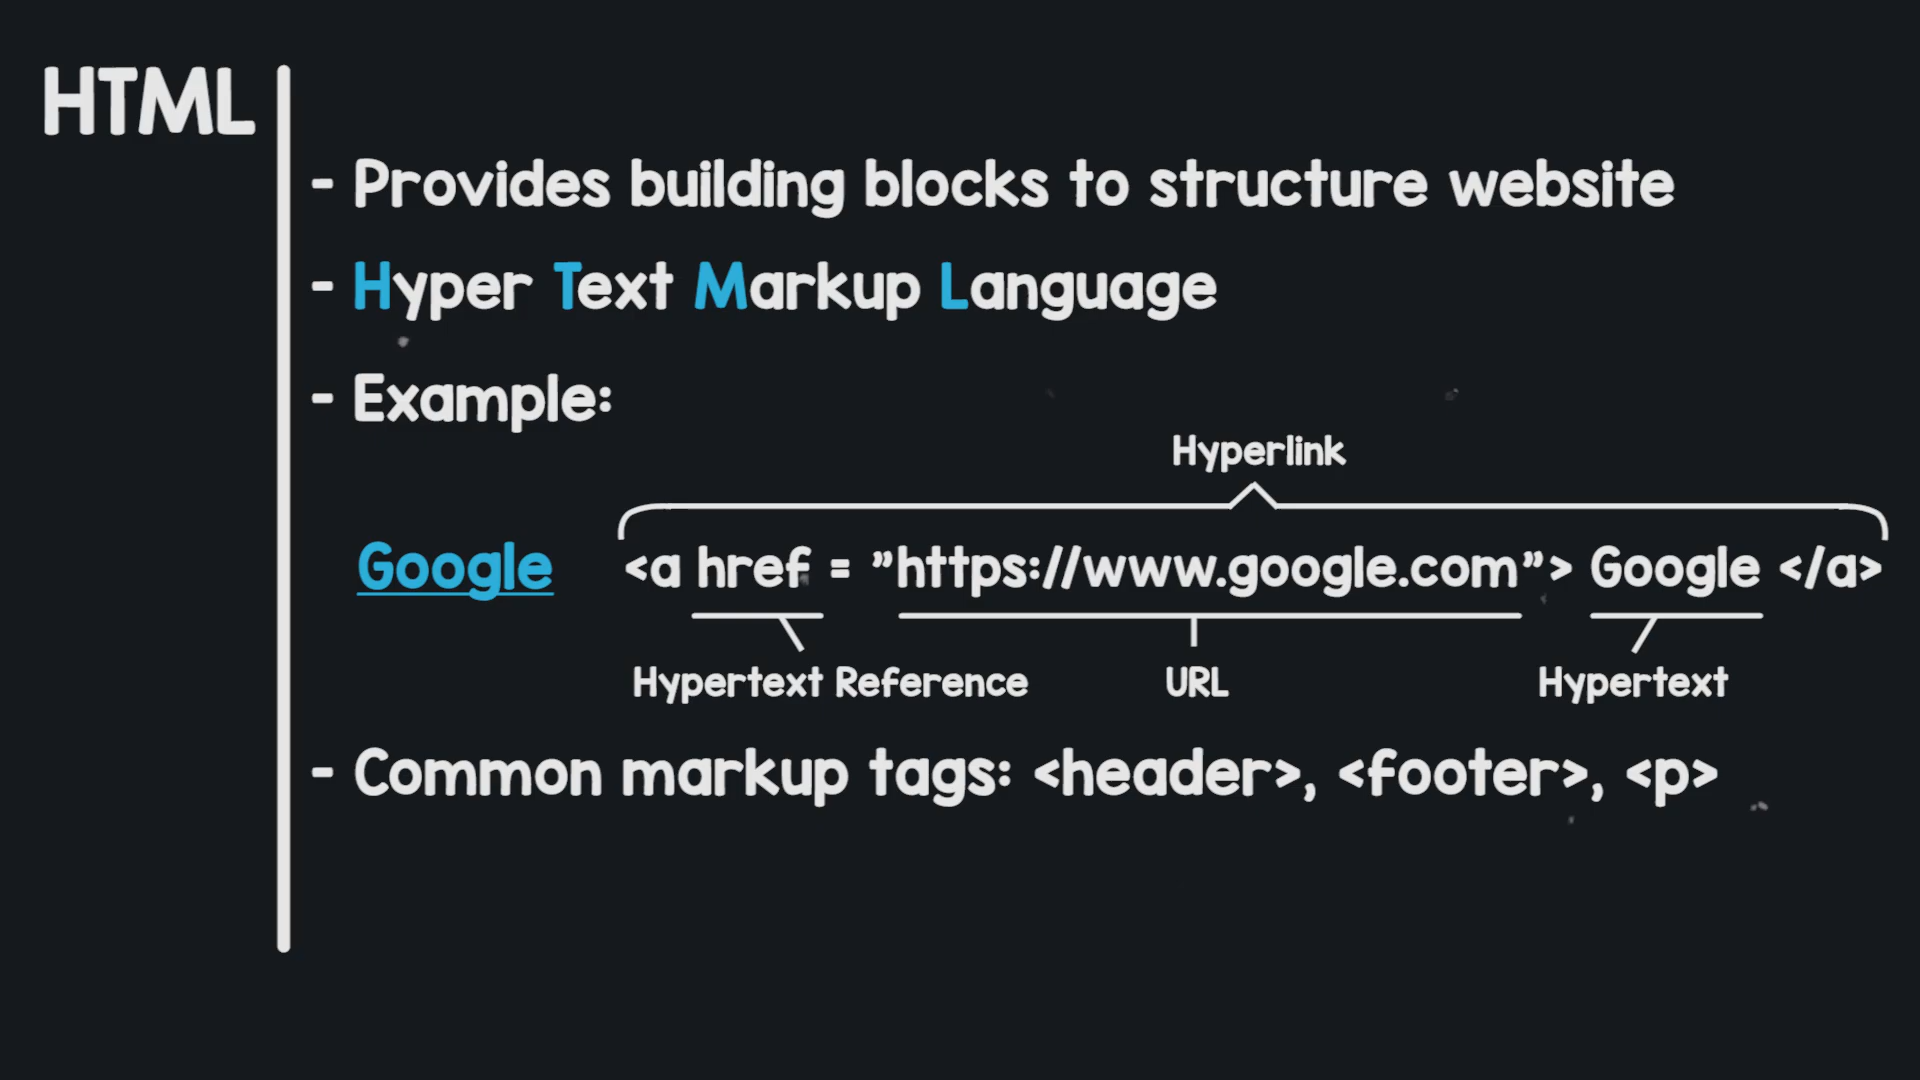 HTML
- Provides building blocks to structure website
- Hyper Text Markup Language
- Example:
Hyperlink
Google <a href = ”https://www.google.com”> Google </a>
Hypertext Reference URL Hypertext
- Common markup tags: <header>, <footer>, <p>